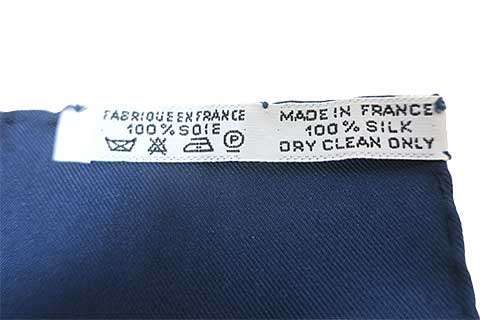 FABRIQUE EN FRANCE
100% SOIE
P
MADE IN FRANCE
100% SILK
DRY CLEAN ONLY